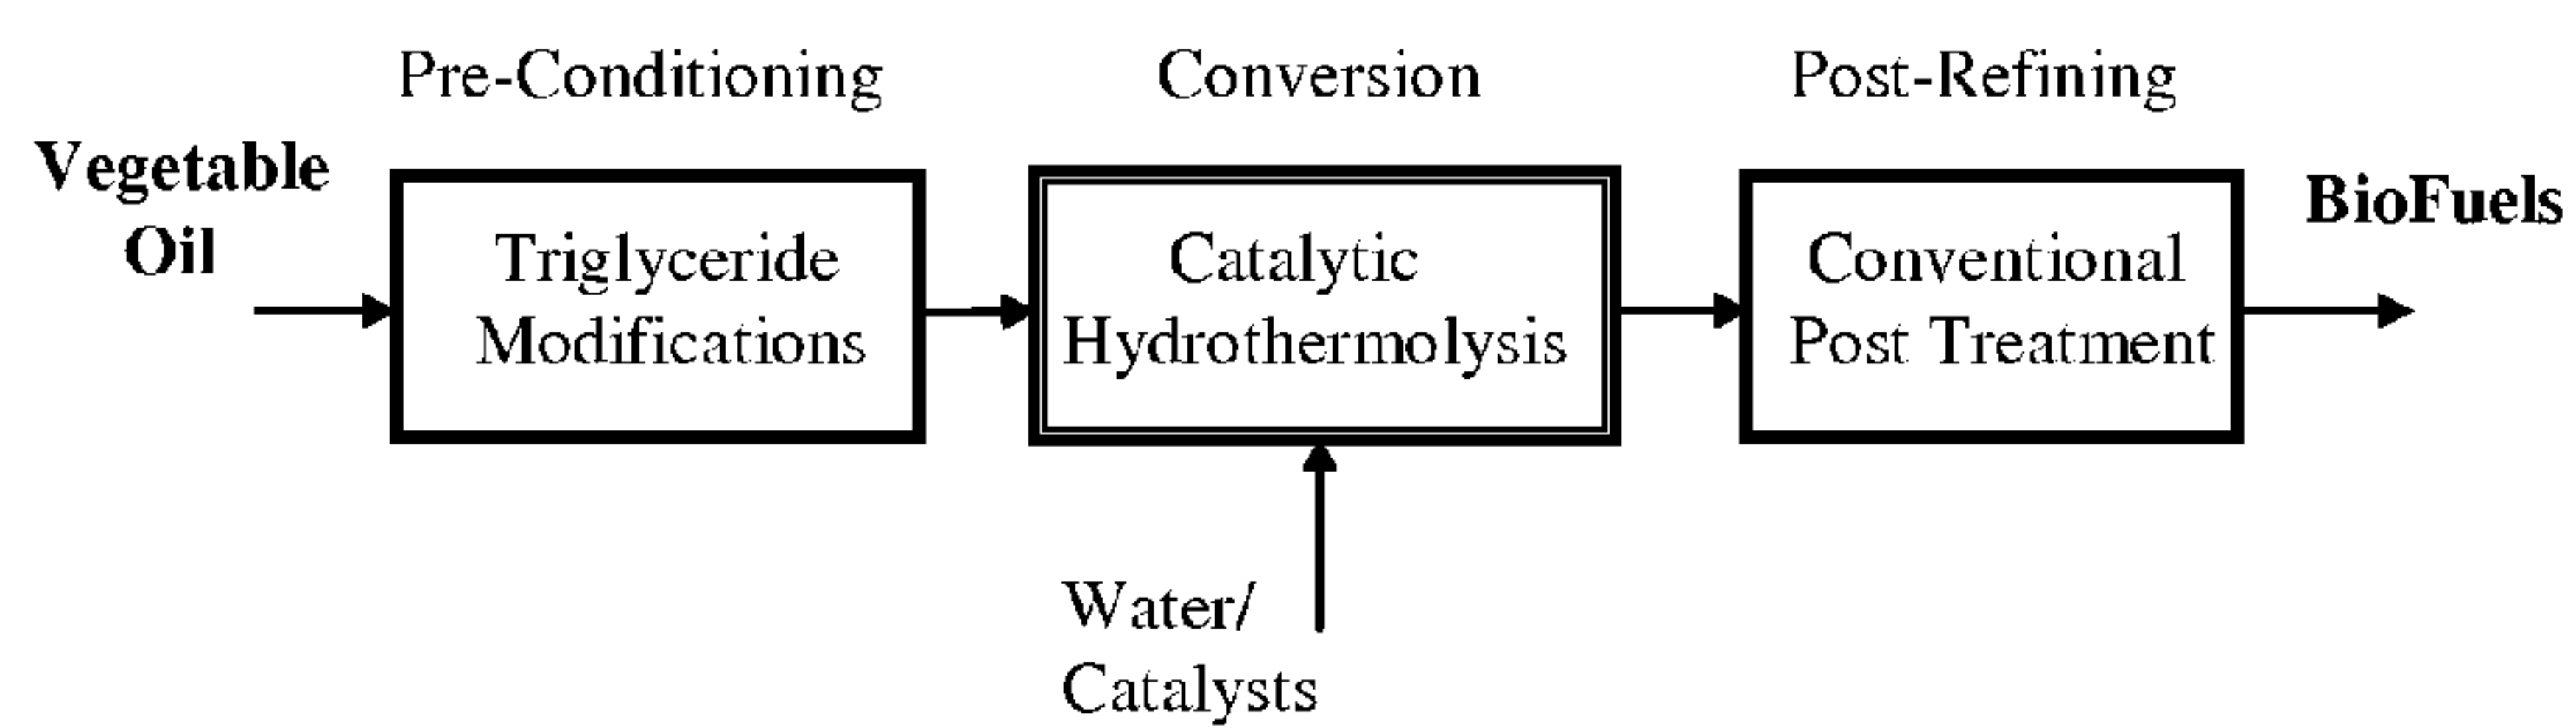 Pre-Conditioning
Conversion
Post-Refining
Vegetable
Oil
Triglyceride
Modifications
Catalytic
Hydrothermolysis
Conventional
Post Treatment
BioFuels
Water/
Catalysts